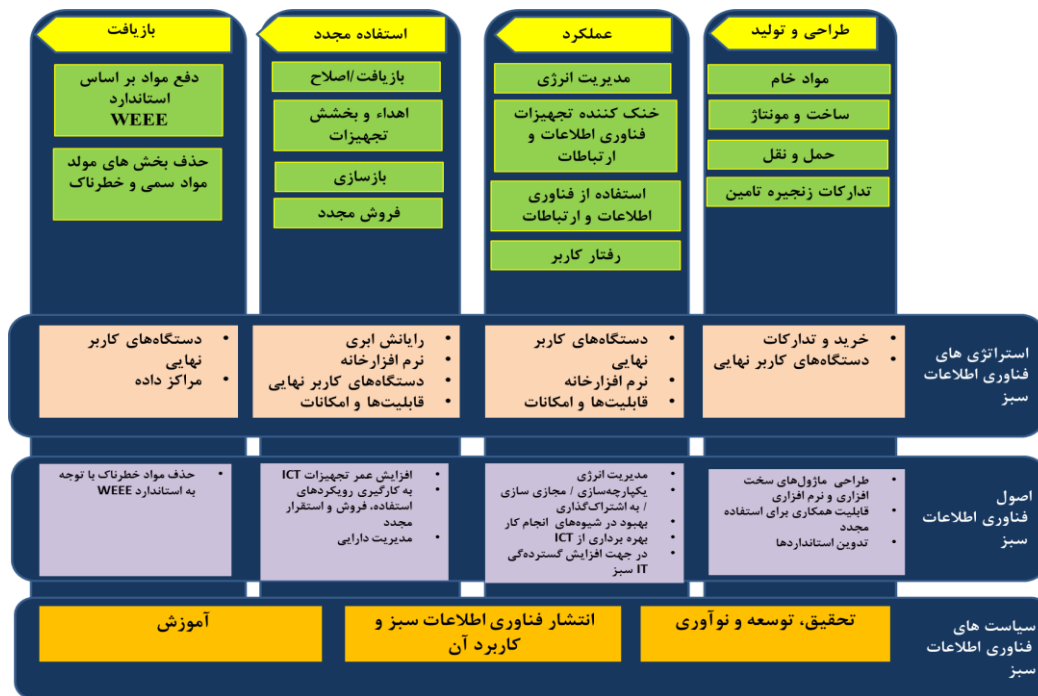 طراحی و تولید
عملکرد
استفاده مجدد
بازیافت
مواد خام
ساخت و مونتاژ
حمل و نقل
تدارکات زنجیره تامین
مدیریت انرژی
خنک کننده تجهیزات
فناوری اطلاعات و
ارتباطات
استفاده از فناوری
اطلاعات و ارتباطات
رفتار کاربر
بازیافت/اصلاح
اهداء و بخشش
تجهیزات
بازسازی
فروش مجدد
دفع مواد بر اساس
استاندارد
WEEE
حذف بخش های مولد
مواد سمی و خطرناک
استراتژی های
فناوری اطلاعات
سبز
• خرید و تدارکات
• دستگاه‌های کاربر نهایی
• دستگاه‌های کاربر
نهایی
• نرم افزارخانه
• قابلیت‌ها و امکانات
• رایانش ابری
• نرم افزارخانه
• دستگاه‌های کاربر نهایی
• قابلیت‌ها و امکانات
• دستگاه‌های کاربر
نهایی
• مراکز داده
اصول
فناوری اطلاعات
سبز
• طراحی ماژول‌های سخت
افزاری و نرم افزاری
• قابلیت همکاری برای استفاده
مجدد
• تدوین استانداردها
• مدیریت انرژی
• یکپارچه‌سازی / مجازی سازی
/ به اشتراک‌گذاری
• بهبود در شیوه‌های انجام کار
• بهره برداری از ICT
• در جهت افزایش گسترده‌گی
IT سبز
• افزایش عمر تجهیزات ICT
• به کارگیری رویکردهای
استفاده، فروش و استقرار
مجدد
• مدیریت دارایی
• حذف مواد خطرناک با توجه
به استاندارد WEEE
سیاست های
فناوری اطلاعات
سبز
تحقیق، توسعه و نوآوری
انتشار فناوری اطلاعات سبز و
کاربرد آن
آموزش